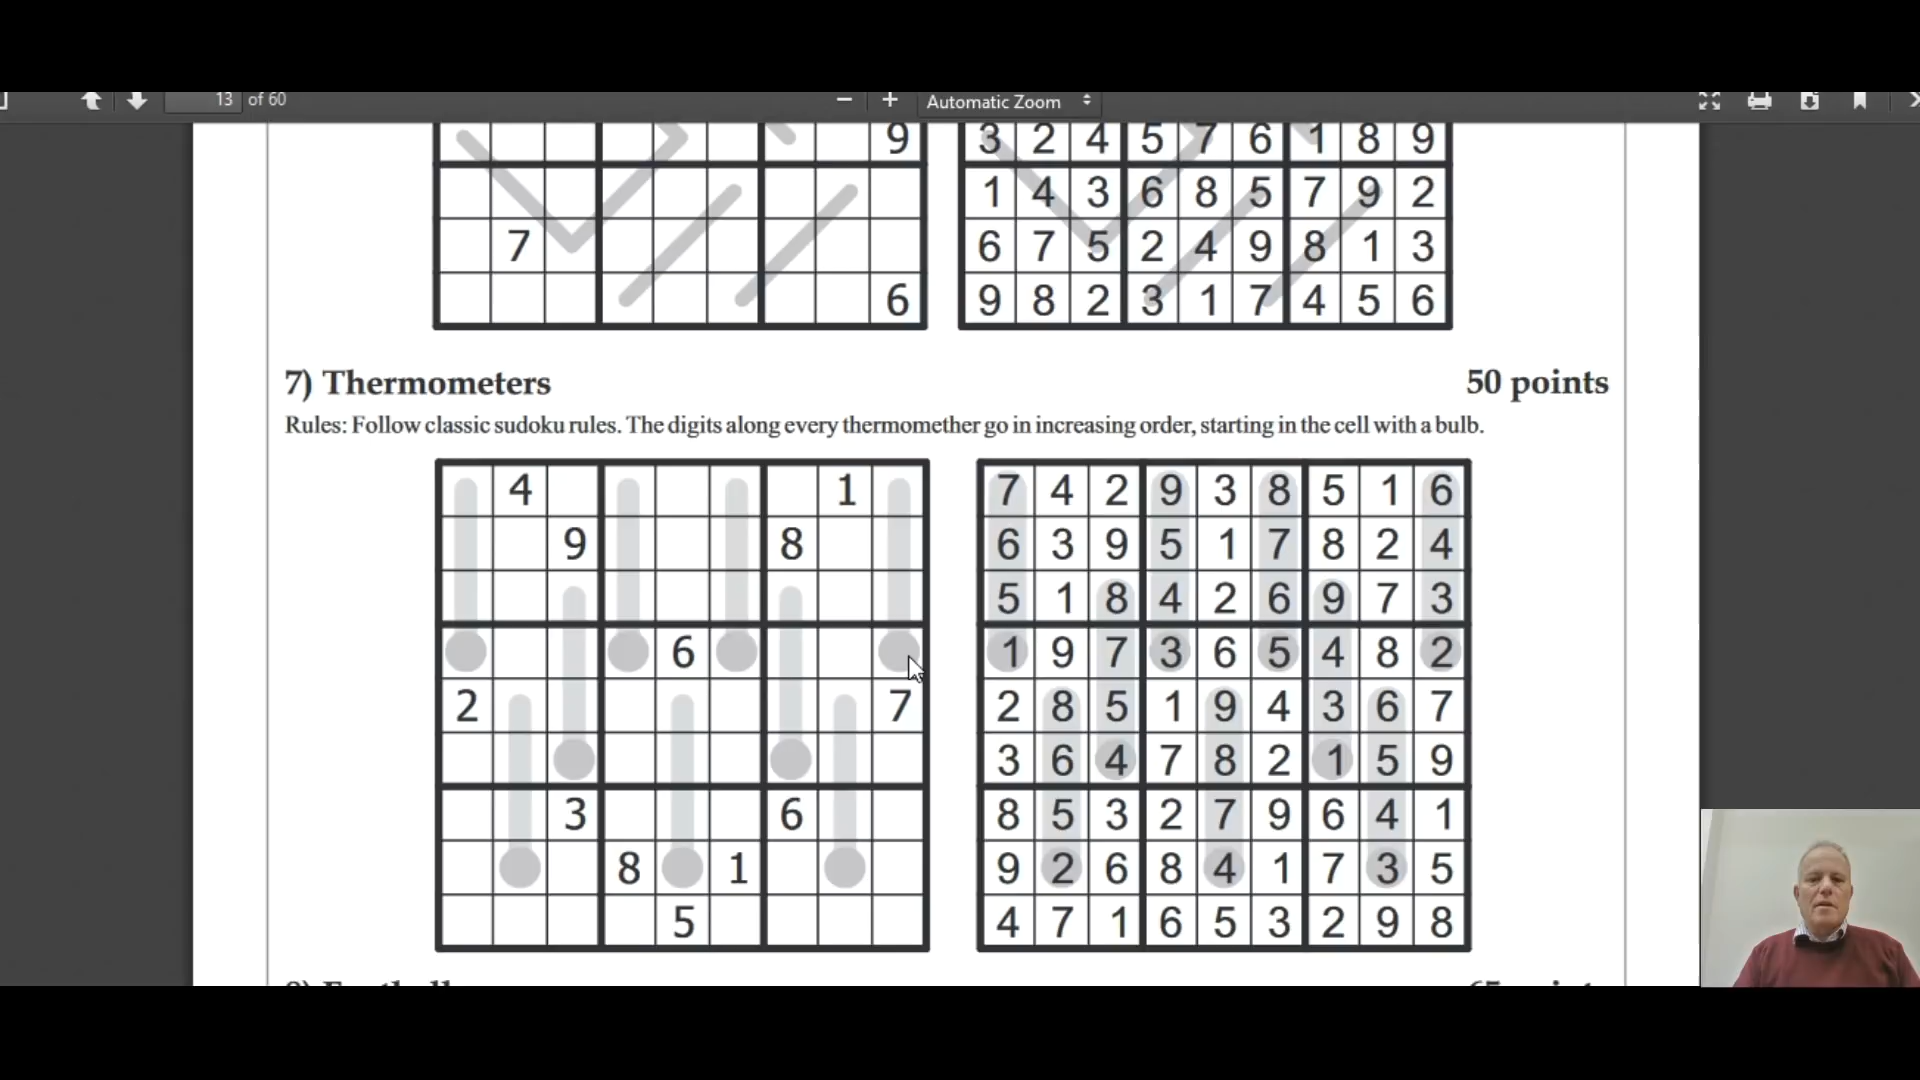 13 of 60 Automatic Zoom
9 3 2 4 5 7 6 1 8 9
1 4 3 6 8 5 7 9 2
7 6 7 5 2 4 9 8 1 3
6 9 8 2 3 1 7 4 5 6
7) Thermometers 50 points
Rules: Follow classic sudoku rules. The digits along every thermomether go in increasing order, starting in the cell with a bulb.
4 1 7 4 2 9 3 8 5 1 6
9 8 6 3 9 5 1 7 8 2 4
5 1 8 4 2 6 9 7 3
6 1 9 7 3 6 5 4 8 2
2 7 2 8 5 1 9 4 3 6 7
3 6 4 7 8 2 1 5 9
3 6 8 5 3 2 7 9 6 4 1
8 1 9 2 6 8 4 1 7 3 5
5 4 7 1 6 5 3 2 9 8